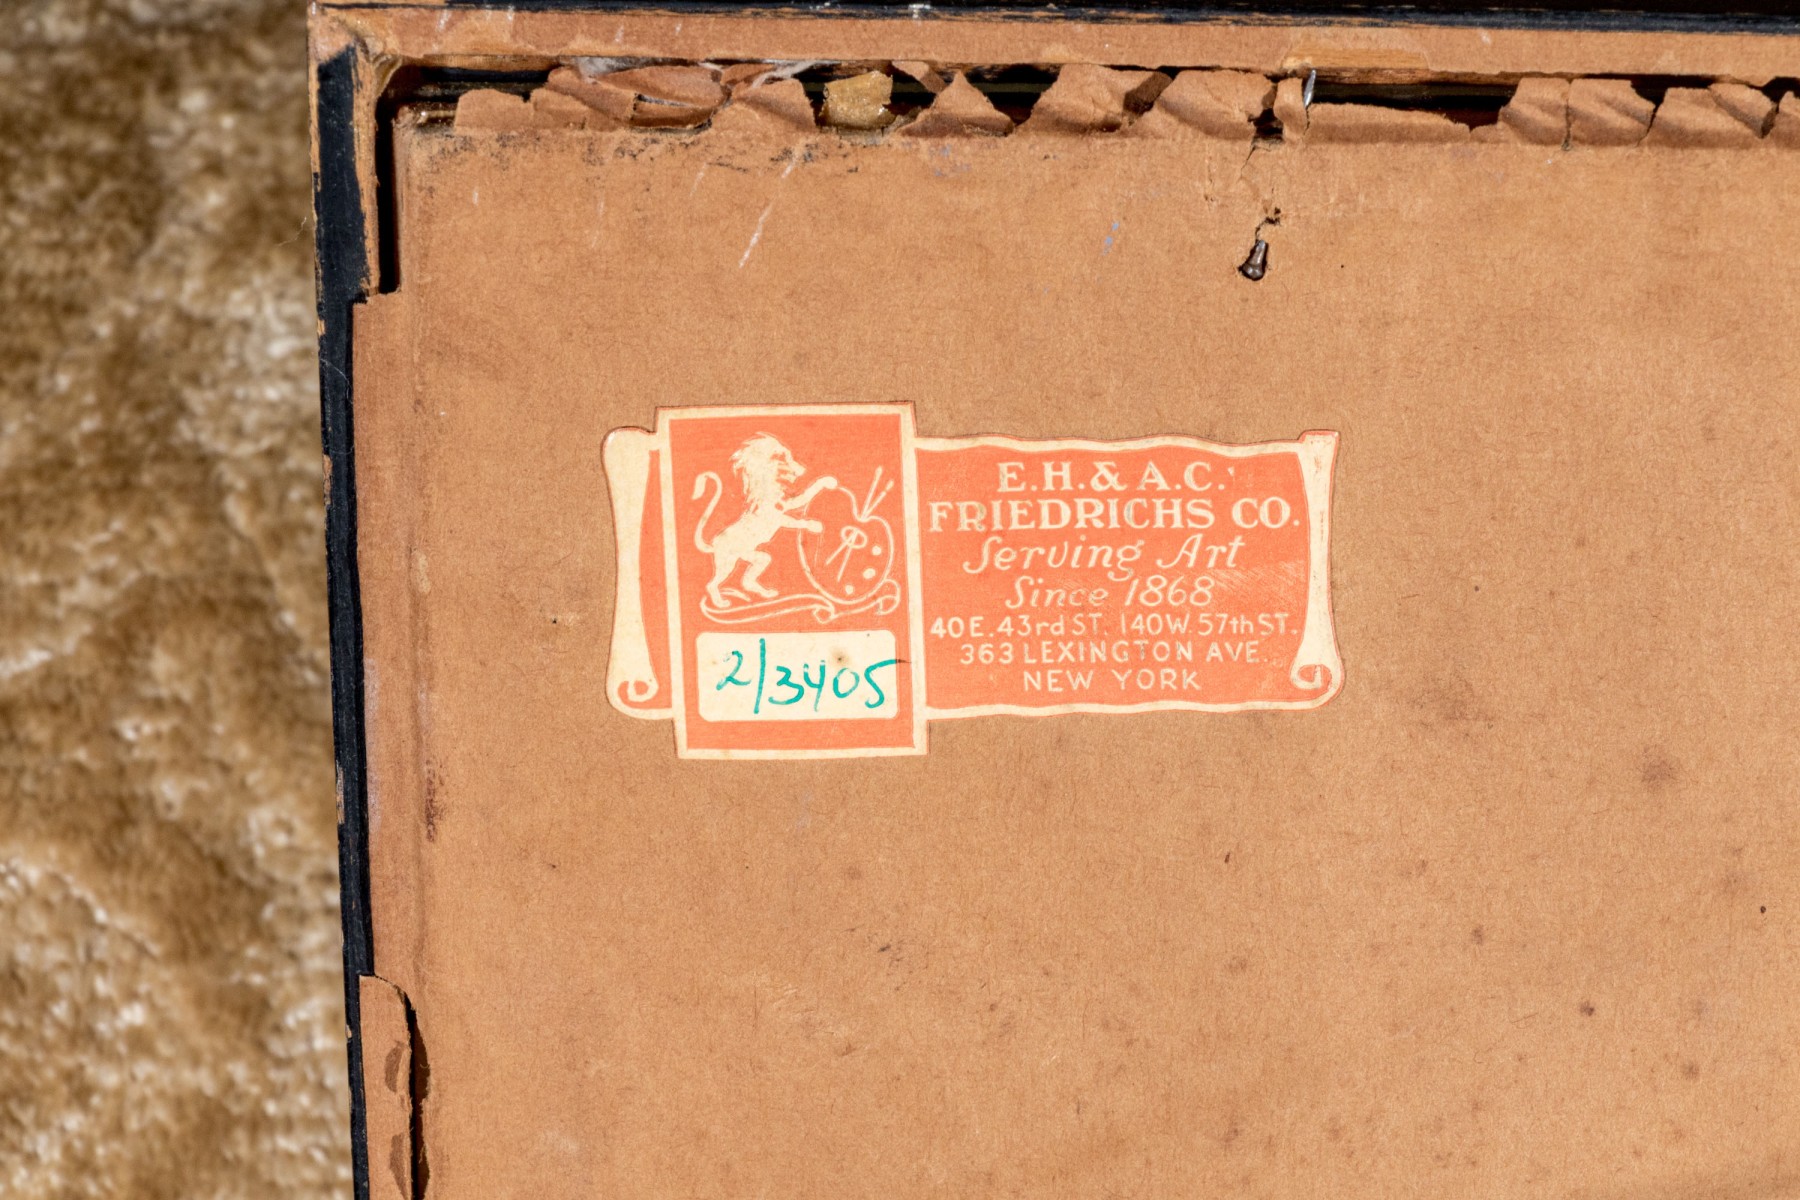 E.H. & A.C.
FRIEDRICHS CO.
Serving Art
Since 1868
40 E. 43rd ST. 140 W. 57th ST.
363 LEXINGTON AVE.
NEW YORK
2/3405